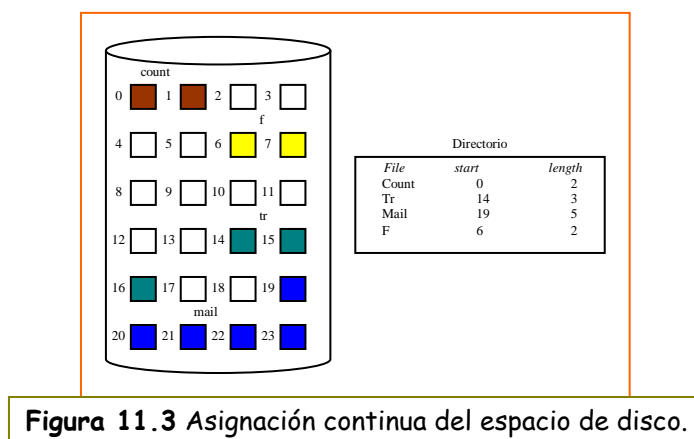 count
0 1 2 3
f
4 5 6 7
8 9 10 11
tr
12 13 14 15
16 17 18 19
mail
20 21 22 23
Directorio
File start length
Count 0 2
Tr 14 3
Mail 19 5
F 6 2
Figura 11.3 Asignación continua del espacio de disco.